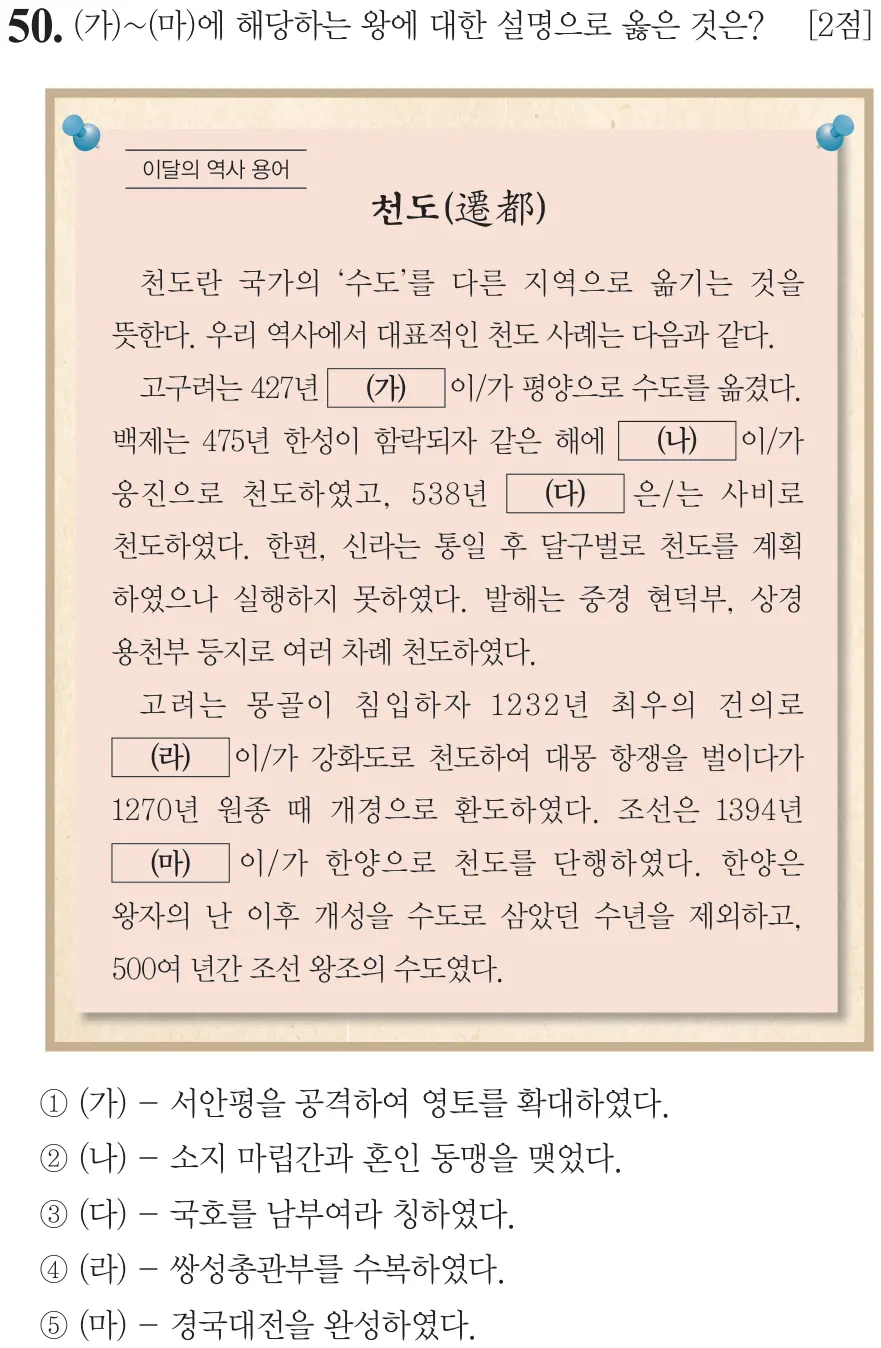 50. (가)~(마)에 해당하는 왕에 대한 설명으로 옳은 것은? [2점]
이달의 역사 용어
천도(遷都)
천도란 국가의 ‘수도’를 다른 지역으로 옮기는 것을
뜻한다. 우리 역사에서 대표적인 천도 사례는 다음과 같다.
고구려는 427년 (가) 이/가 평양으로 수도를 옮겼다.
백제는 475년 한성이 함락되자 같은 해에 (나) 이/가
웅진으로 천도하였고, 538년 (다) 은/는 사비로
천도하였다. 한편, 신라는 통일 후 달구벌로 천도를 계획
하였으나 실행하지 못하였다. 발해는 중경 현덕부, 상경
용천부 등지로 여러 차례 천도하였다.
고려는 몽골이 침입하자 1232년 최우의 건의로
(라) 이/가 강화도로 천도하여 대몽 항쟁을 벌이다가
1270년 원종 때 개경으로 환도하였다. 조선은 1394년
(마) 이/가 한양으로 천도를 단행하였다. 한양은
왕자의 난 이후 개성을 수도로 삼았던 수년을 제외하고,
500여 년간 조선 왕조의 수도였다.
① (가) - 서안평을 공격하여 영토를 확대하였다.
② (나) - 소지 마립간과 혼인 동맹을 맺었다.
③ (다) - 국호를 남부여라 칭하였다.
④ (라) - 쌍성총관부를 수복하였다.
⑤ (마) - 경국대전을 완성하였다.